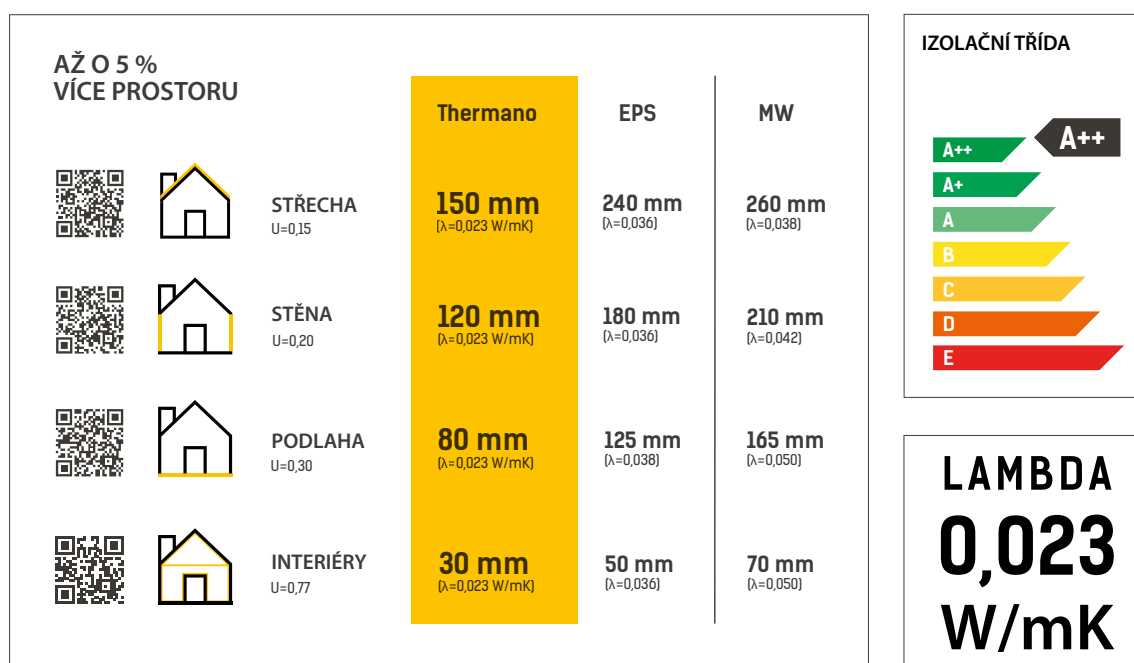 AŽ O 5 %
VÍCE PROSTORU
Thermano EPS MW
STŘECHA 150 mm 240 mm 260 mm
U=0,15 (λ=0,023 W/mK) (λ=0,036) (λ=0,038)
STĚNA 120 mm 180 mm 210 mm
U=0,20 (λ=0,023 W/mK) (λ=0,036) (λ=0,042)
PODLAHA 80 mm 125 mm 165 mm
U=0,30 (λ=0,023 W/mK) (λ=0,038) (λ=0,050)
INTERIÉRY 30 mm 50 mm 70 mm
U=0,77 (λ=0,023 W/mK) (λ=0,036) (λ=0,050)
IZOLAČNÍ TŘÍDA
A++ A++
A+
A
B
C
D
E
LAMBDA
0,023
W/mK